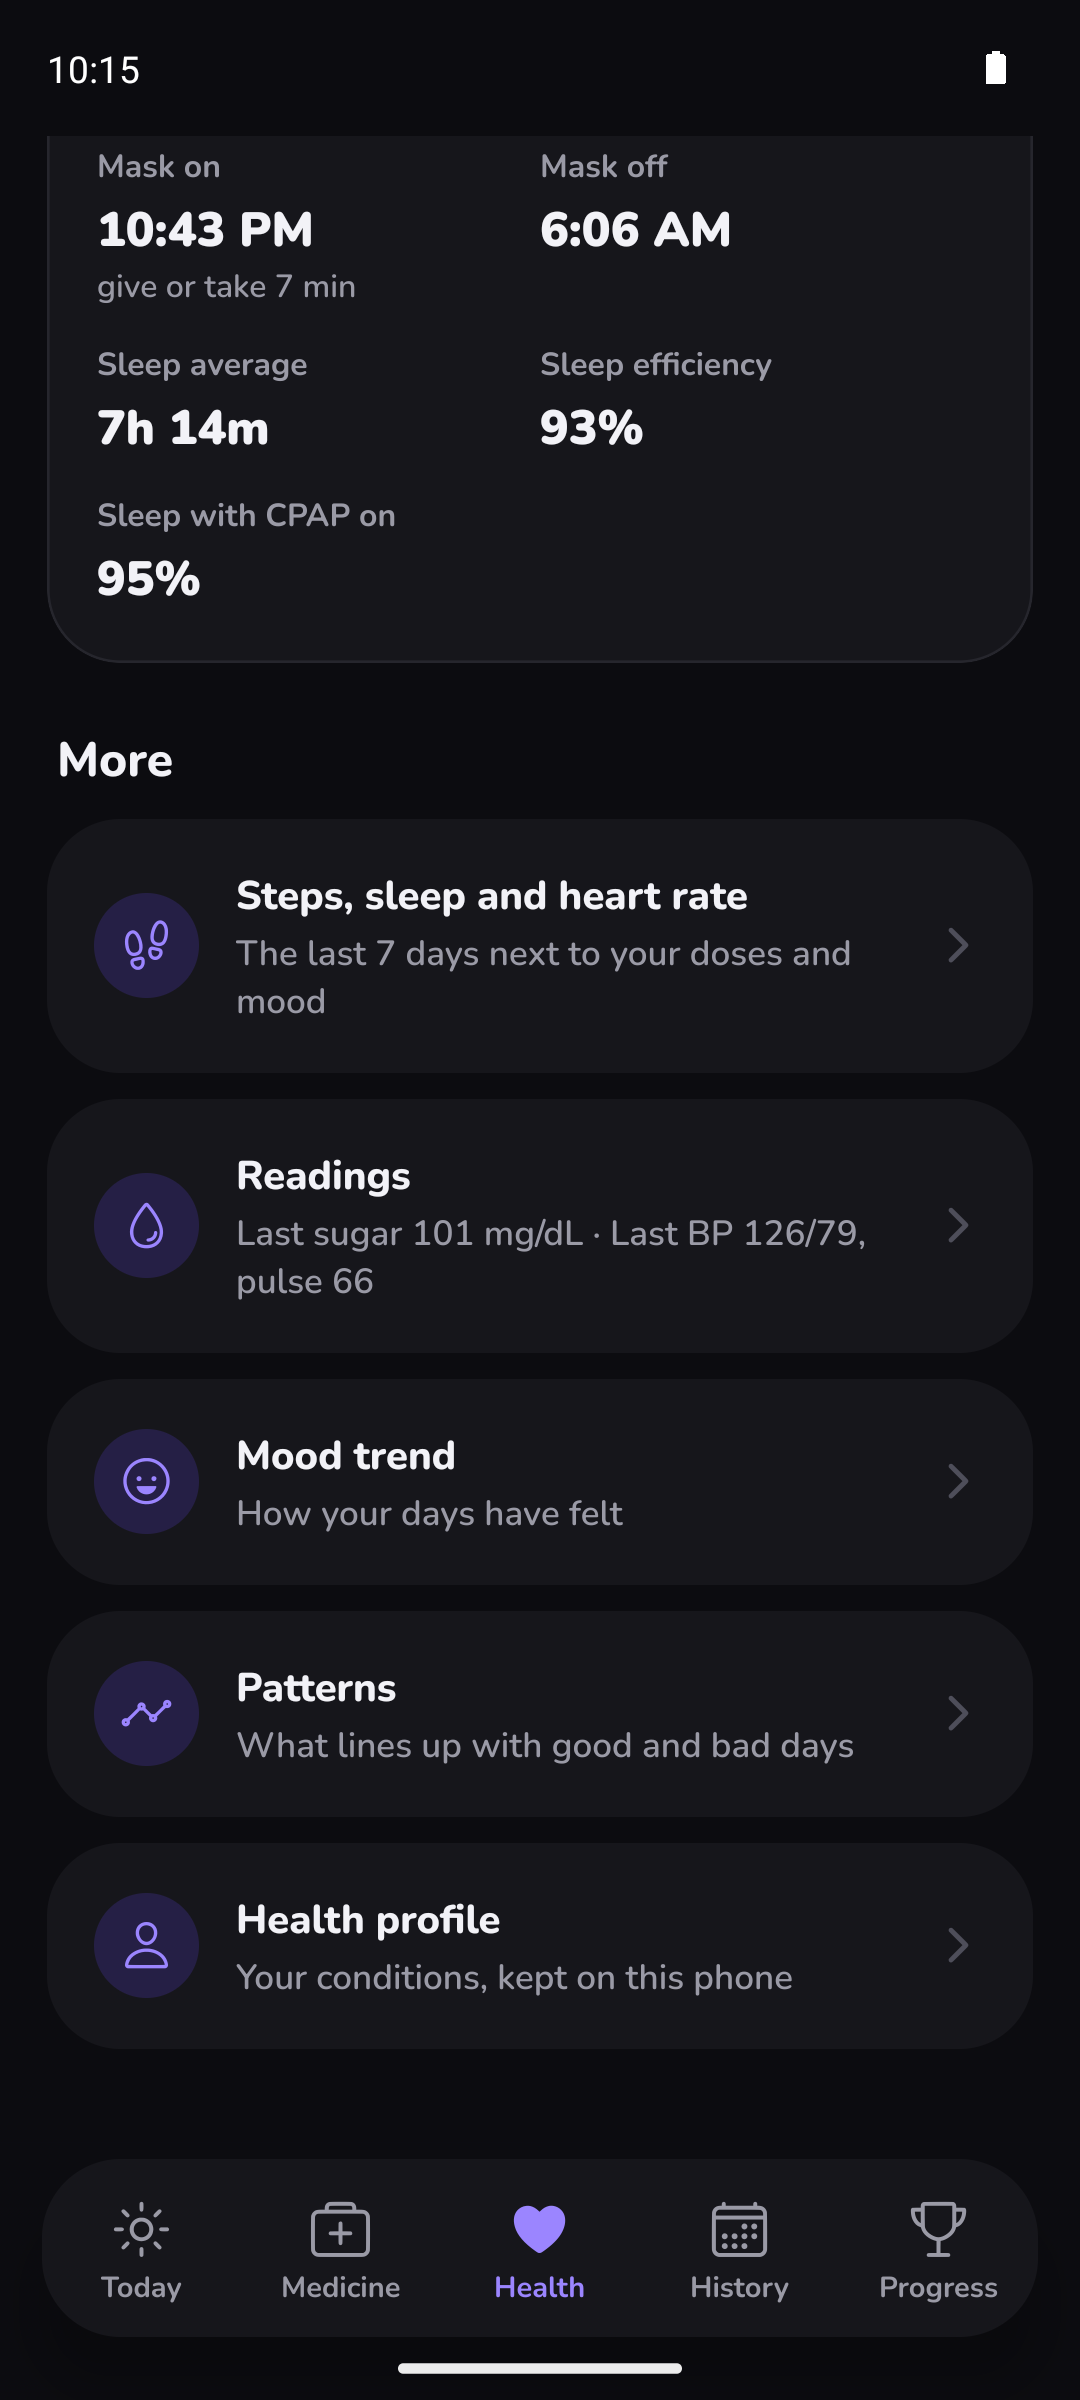 10:15
Mask on
Mask off
10:43 PM
6:06 AM
give or take 7 min
Sleep average
Sleep efficiency
7h 14m
93%
Sleep with CPAP on
95%
More
Steps, sleep and heart rate
The last 7 days next to your doses and
mood
Readings
Last sugar 101 mg/dL · Last BP 126/79,
pulse 66
Mood trend
How your days have felt
Patterns
What lines up with good and bad days
Health profile
Your conditions, kept on this phone
Today
Medicine
Health
History
Progress